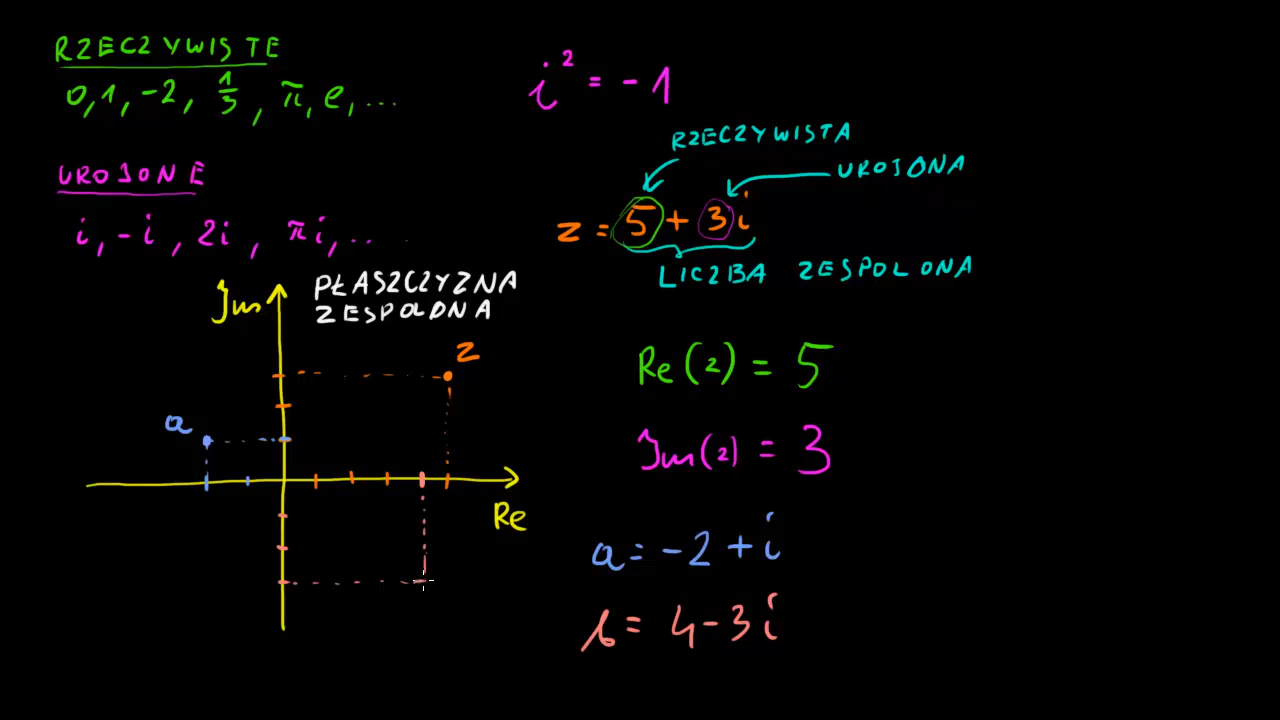 RZECZYWISTE
0, 1, -2, 1/3, π, e, ...
UROJONE
i, -i, 2i, πi, ...
i² = -1
RZECZYWISTA
UROJONA
z = 5 + 3i
LICZBA ZESPOLONA
PŁASZCZYZNA
ZESPOLONA
Im
z
a
Re
Re(z) = 5
Im(z) = 3
a = -2 + i
b = 4 - 3i